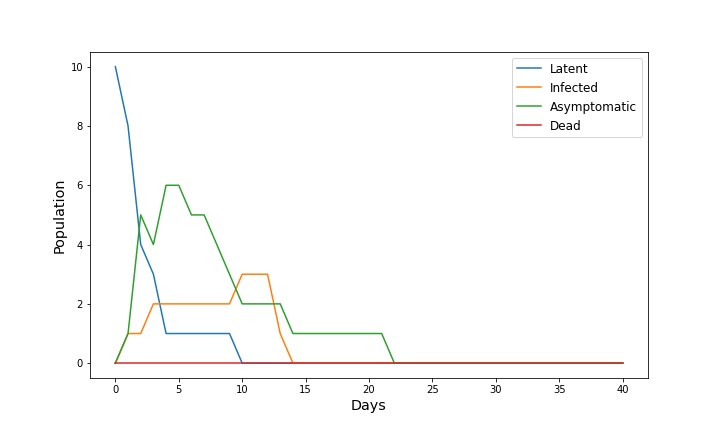 10
8
6
4
2
0
Population
0 5 10 15 20 25 30 35 40
Days
Latent
Infected
Asymptomatic
Dead